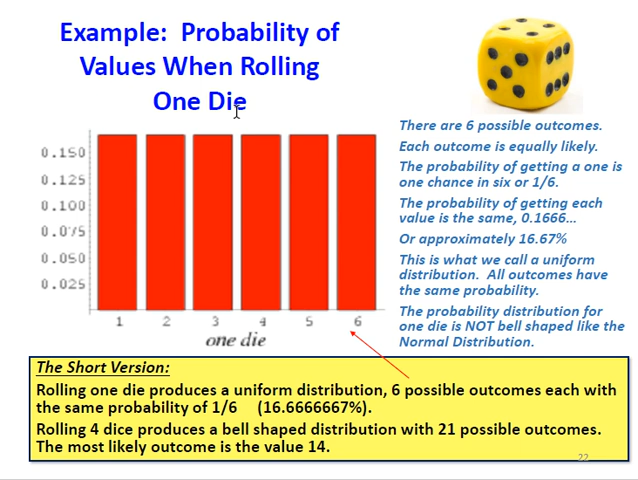 Example:  Probability of
Values When Rolling
One Die
There are 6 possible outcomes.
Each outcome is equally likely.
The probability of getting a one is
one chance in six or 1/6.
The probability of getting each
value is the same, 0.1666…
Or approximately 16.67%
This is what we call a uniform
distribution.  All outcomes have
the same probability.
The probability distribution for
one die is NOT bell shaped like the
Normal Distribution.
0.150
0.125
0.100
0.075
0.050
0.025
1 2 3 4 5 6
one die
The Short Version:
Rolling one die produces a uniform distribution, 6 possible outcomes each with
the same probability of 1/6    (16.6666667%).
Rolling 4 dice produces a bell shaped distribution with 21 possible outcomes.
The most likely outcome is the value 14.
22